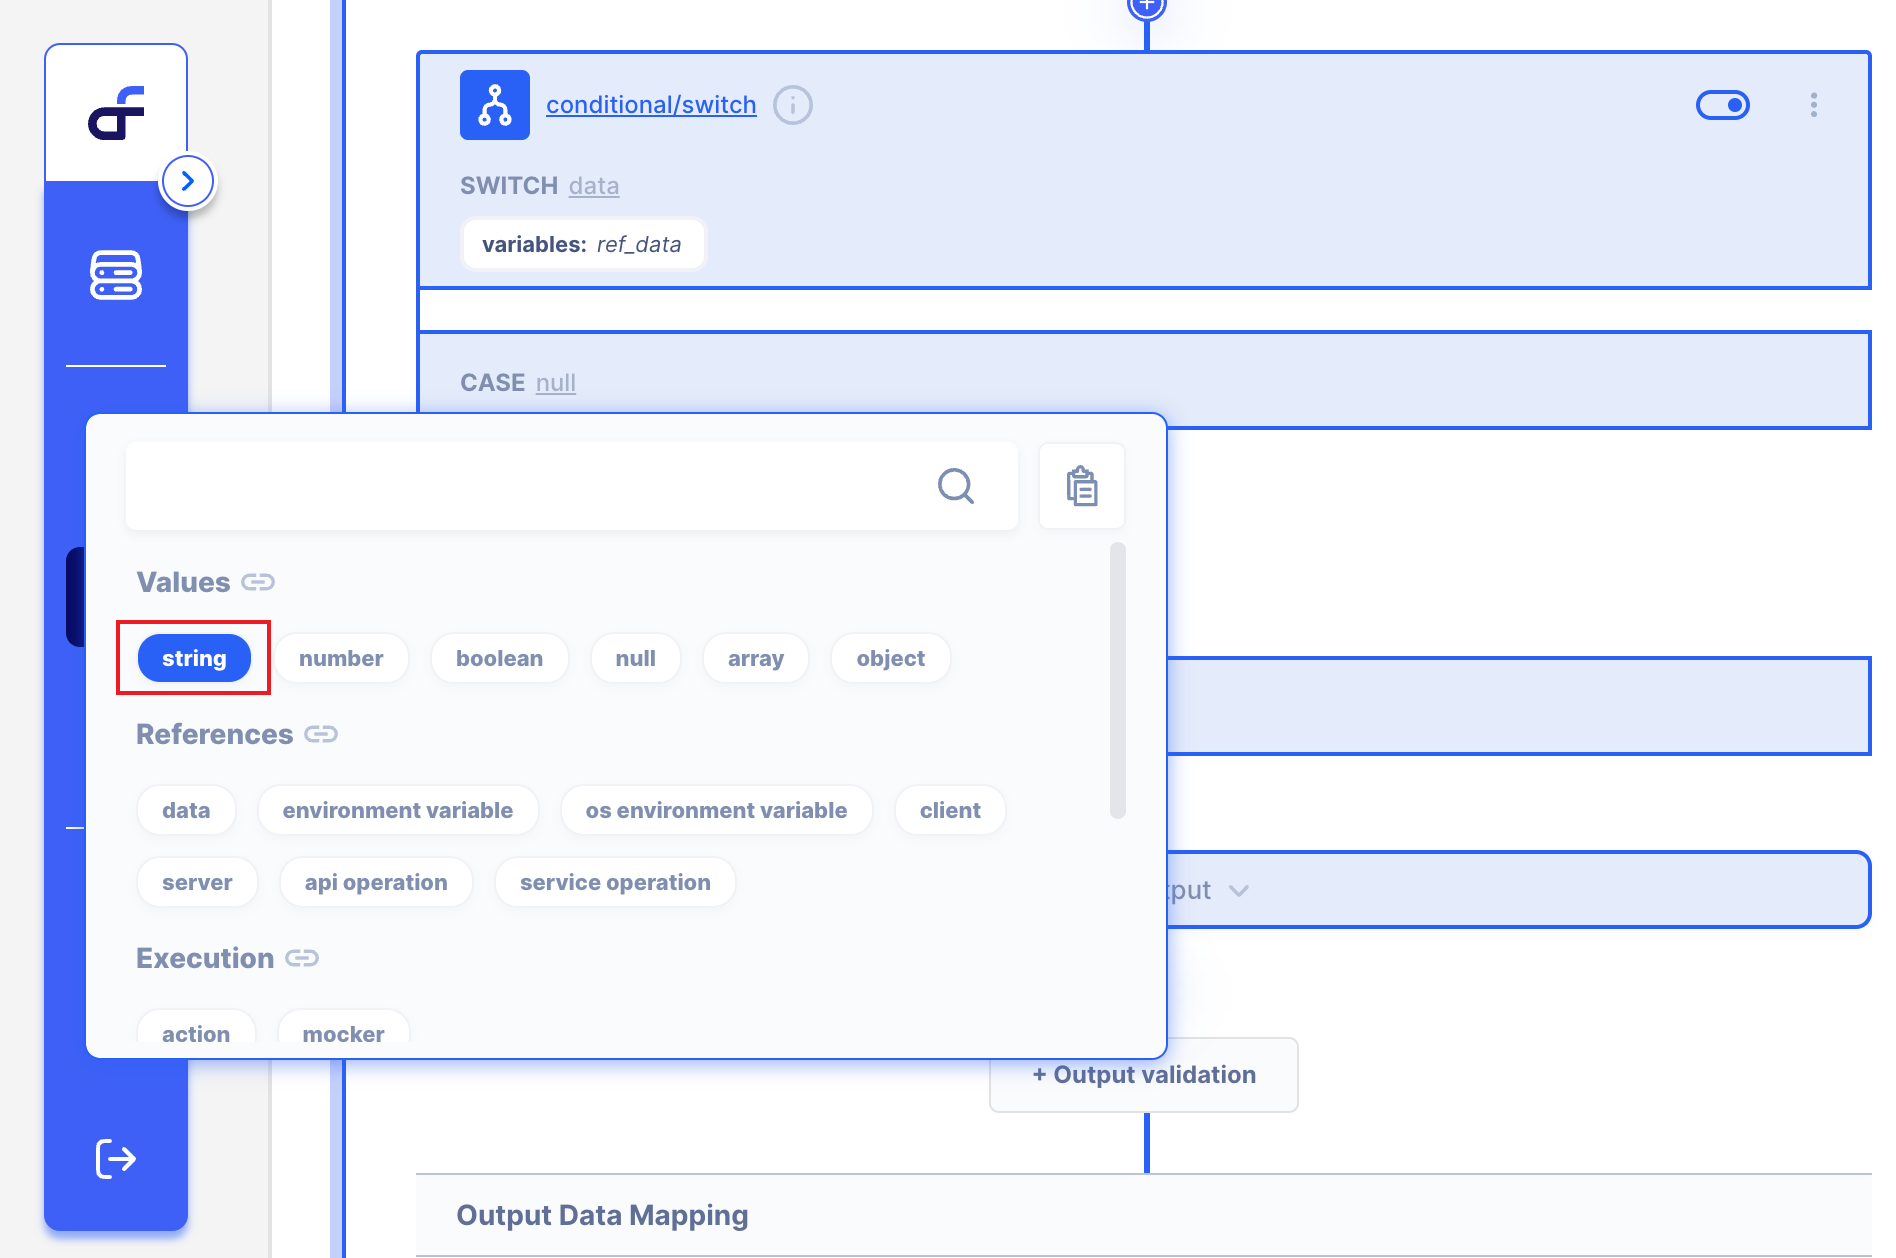 conditional/switch
SWITCH data
variables: ref_data
CASE null
Values
string number boolean null array object
References
data environment variable os environment variable client
server api operation service operation
put
Execution
action mocker
+ Output validation
Output Data Mapping